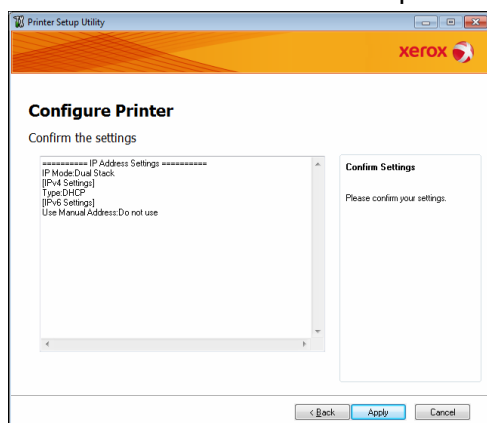 Printer Setup Utility
xerox
Configure Printer
Confirm the settings
========== IP Address Settings ==========
IP Mode:Dual Stack
[IPv4 Settings]
Type:DHCP
[IPv6 Settings]
Use Manual Address:Do not use
Confirm Settings
Please confirm your settings.
< Back
Apply
Cancel